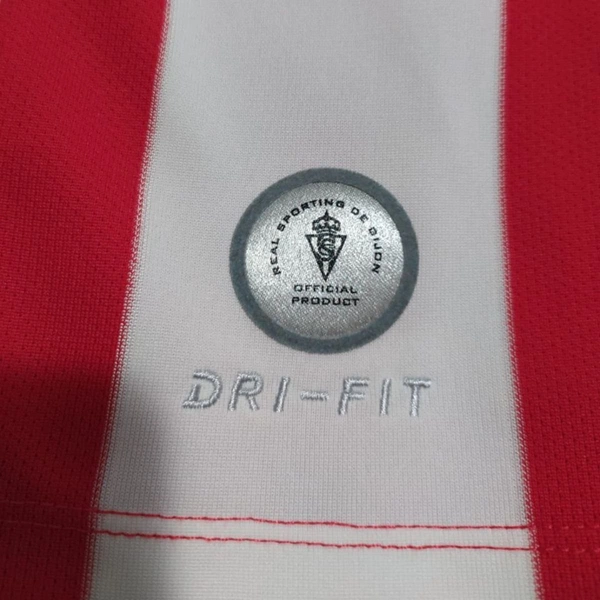 REAL SPORTING DE GIJON
OFFICIAL
PRODUCT
DRI-FIT